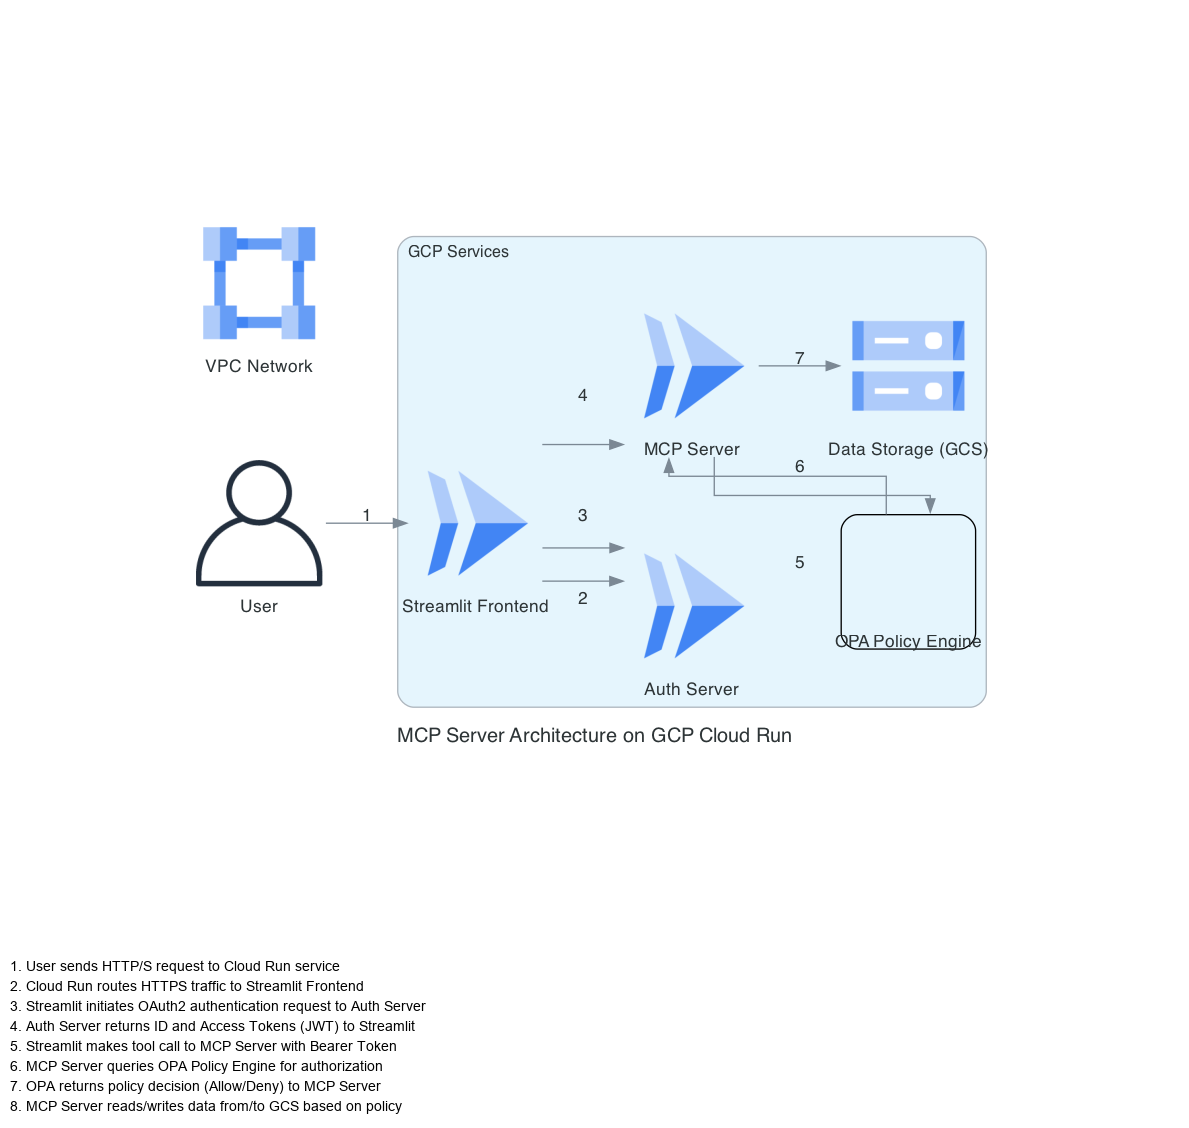 GCP Services
VPC Network
7
4
MCP Server
Data Storage (GCS)
6
1
3
5
2
User
Streamlit Frontend
OPA Policy Engine
Auth Server
MCP Server Architecture on GCP Cloud Run
1. User sends HTTP/S request to Cloud Run service
2. Cloud Run routes HTTPS traffic to Streamlit Frontend
3. Streamlit initiates OAuth2 authentication request to Auth Server
4. Auth Server returns ID and Access Tokens (JWT) to Streamlit
5. Streamlit makes tool call to MCP Server with Bearer Token
6. MCP Server queries OPA Policy Engine for authorization
7. OPA returns policy decision (Allow/Deny) to MCP Server
8. MCP Server reads/writes data from/to GCS based on policy